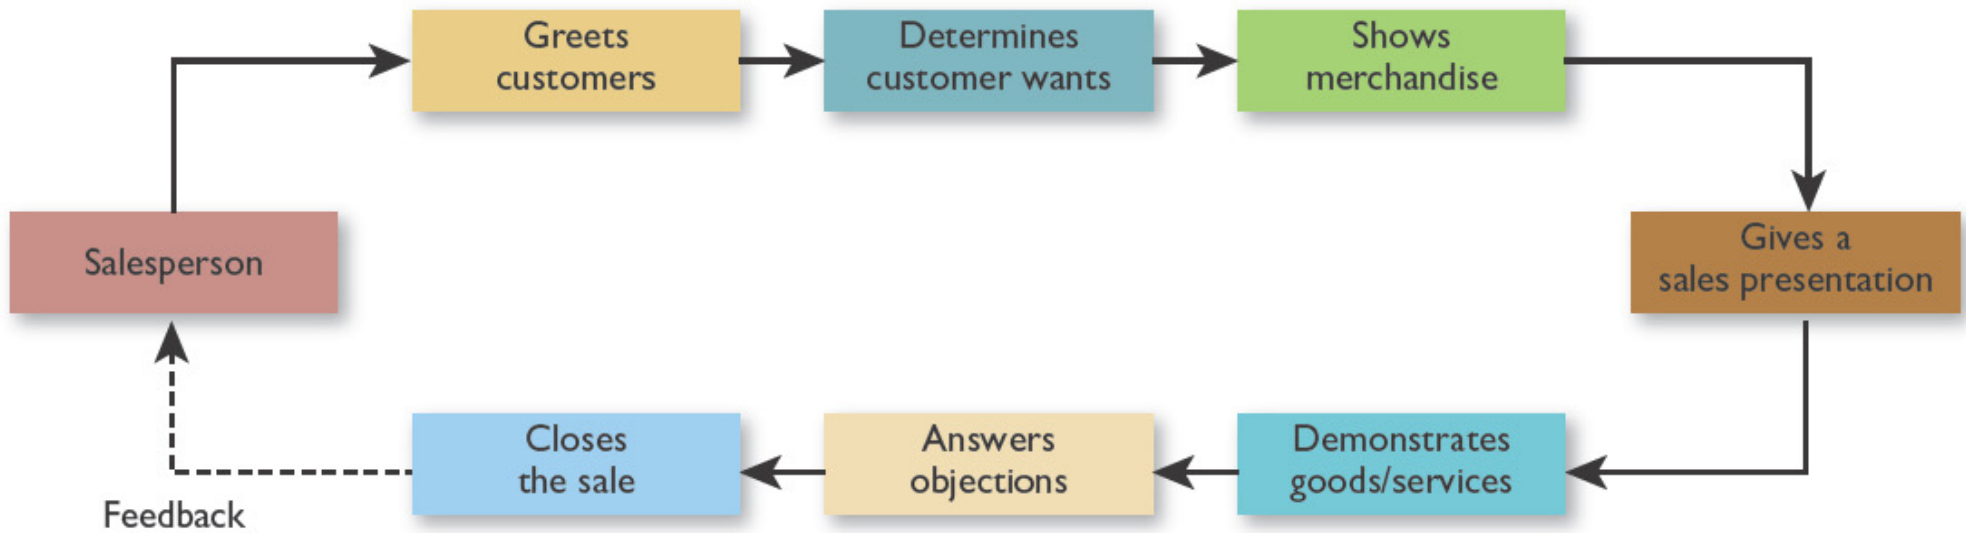 Greets
customers
Determines
customer wants
Shows
merchandise
Salesperson
Gives a
sales presentation
Closes
the sale
Answers
objections
Demonstrates
goods/services
Feedback